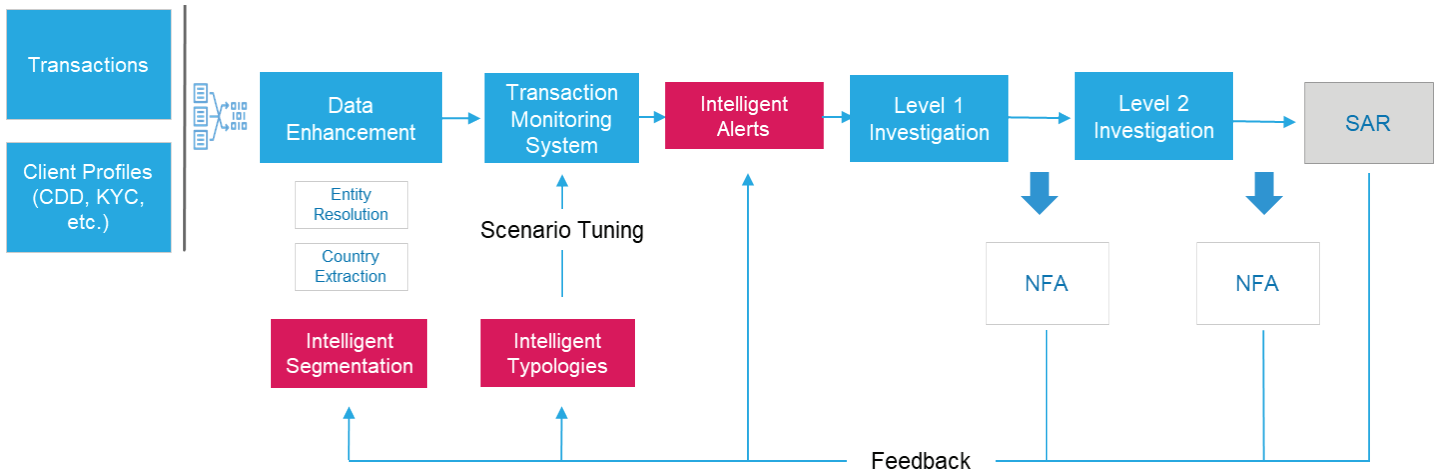 Transactions
Client Profiles
(CDD, KYC,
etc.)
Data
Enhancement
Entity
Resolution
Country
Extraction
Intelligent
Segmentation
Transaction
Monitoring
System
Scenario Tuning
Intelligent
Typologies
Intelligent
Alerts
Level 1
Investigation
NFA
Level 2
Investigation
NFA
SAR
Feedback